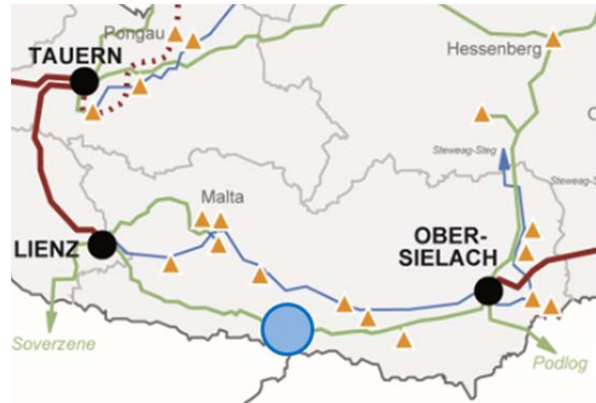 Pongau
TAUERN
Hessenberg
Steweag-Steg
Steweag-S
Malta
LIENZ
OBER-
SIELACH
Soverzene
Podlog